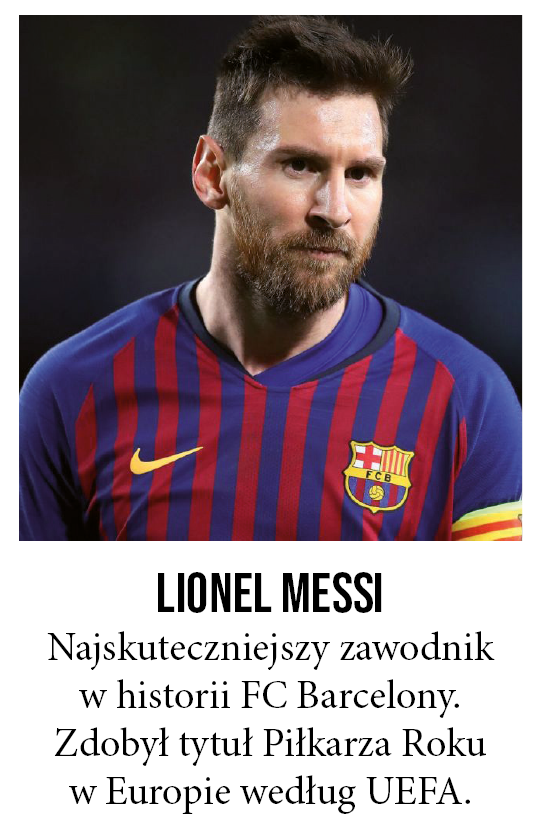 FCB
LIONEL MESSI
Najskuteczniejszy zawodnik
w historii FC Barcelony.
Zdobył tytuł Piłkarza Roku
w Europie według UEFA.